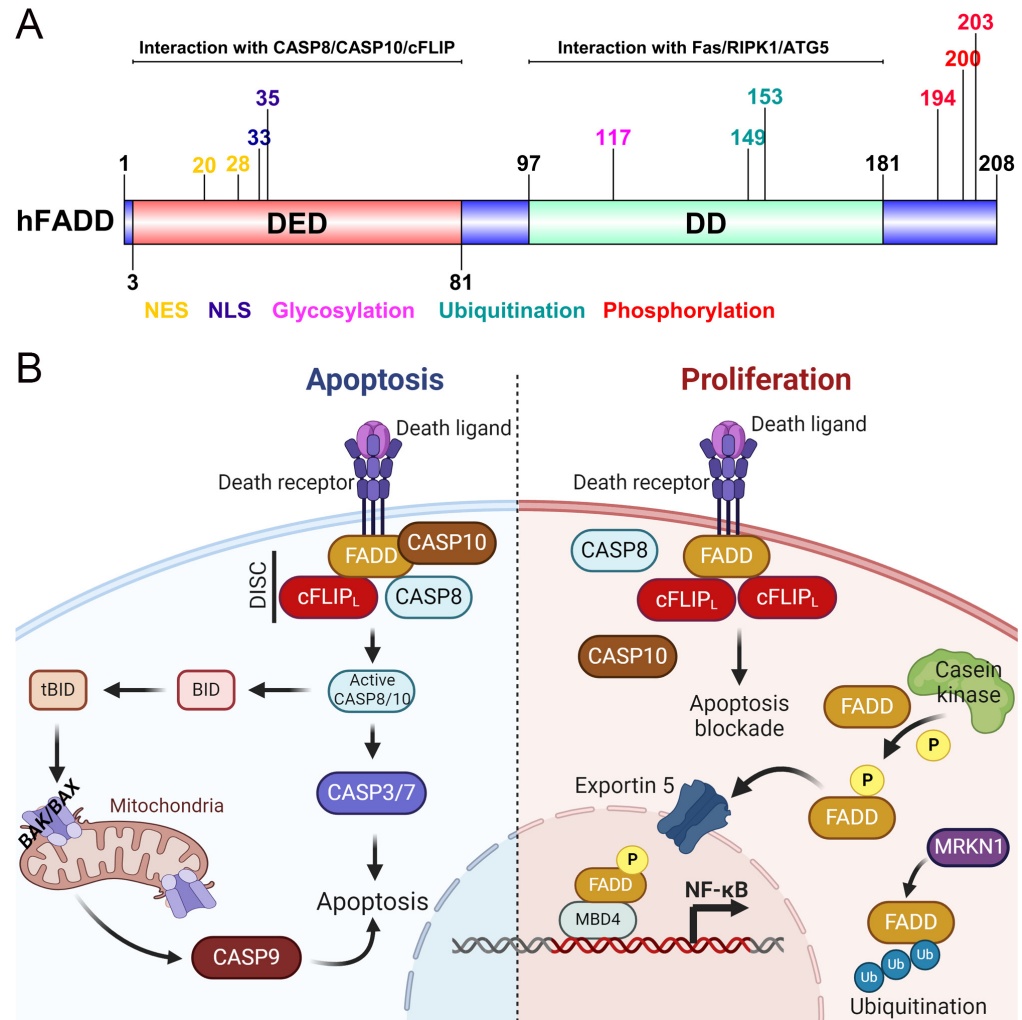 A
Interaction with CASP8/CASP10/cFLIP
Interaction with Fas/RIPK1/ATG5
203
200
35
153
194
33
117
149
1
20
28
97
181
208
hFADD
DED
DD
3
81
NES NLS Glycosylation Ubiquitination Phosphorylation
B
Apoptosis
Death ligand
Death receptor
FADD
CASP10
DISC
cFLIPL
CASP8
tBID
BID
Active
CASP8/10
CASP3/7
BAK/BAX
Mitochondria
Apoptosis
CASP9
Proliferation
Death ligand
Death receptor
CASP8
FADD
cFLIPL
cFLIPL
CASP10
Apoptosis
blockade
Casein
kinase
FADD
P
P
FADD
Exportin 5
MRKN1
P
FADD
MBD4
NF-κB
FADD
Ub
Ub
Ub
Ubiquitination